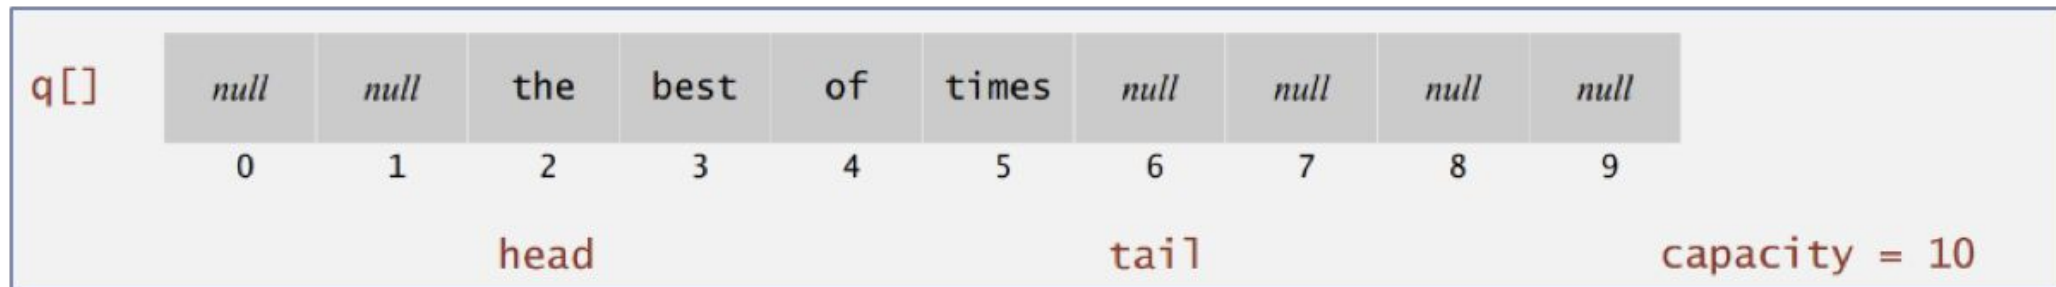 q[] null null the best of times null null null null
0 1 2 3 4 5 6 7 8 9
head tail capacity = 10